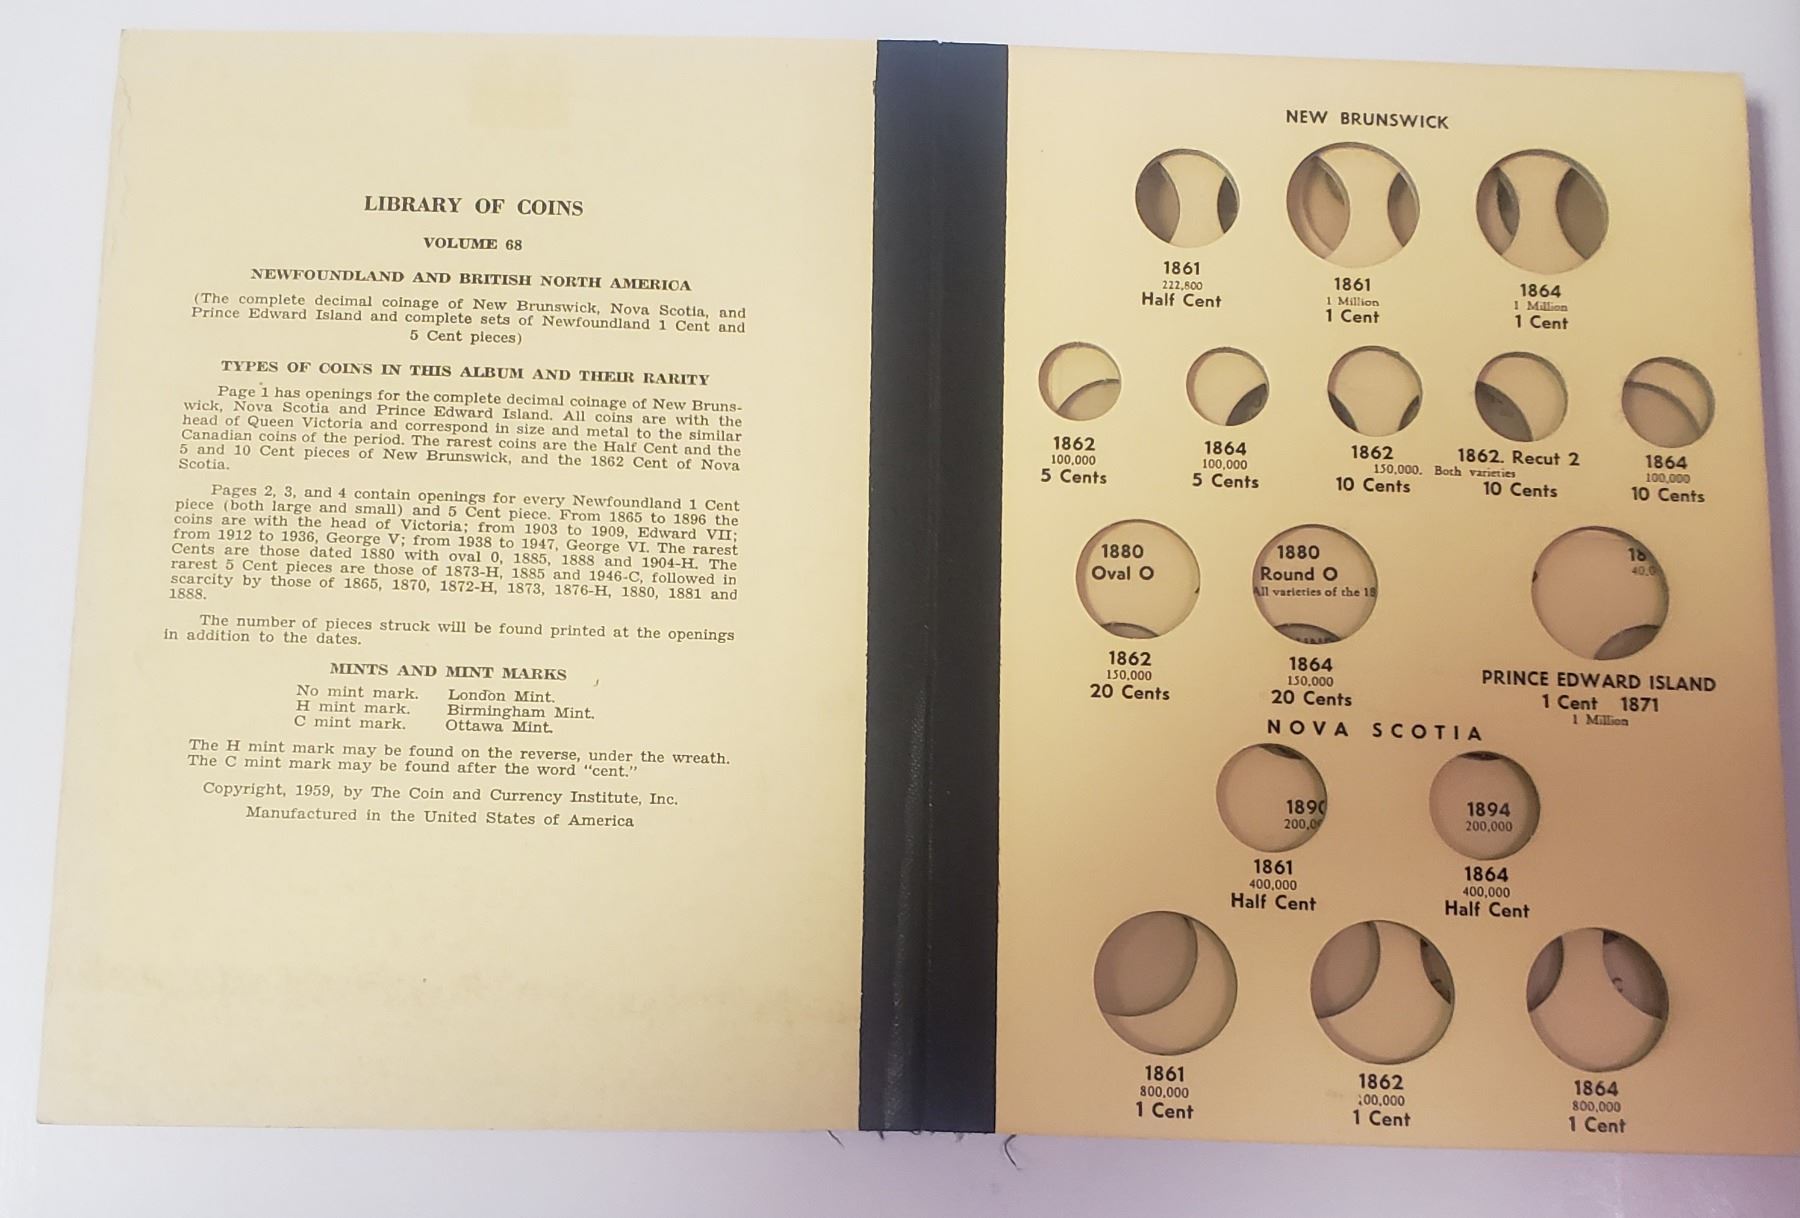 LIBRARY OF COINS
VOLUME 68
NEWFOUNDLAND AND BRITISH NORTH AMERICA
(The complete decimal coinage of New Brunswick, Nova Scotia, and
Prince Edward Island and complete sets of Newfoundland 1 Cent and
5 Cent pieces)
TYPES OF COINS IN THIS ALBUM AND THEIR RARITY
Page 1 has openings for the complete decimal coinage of New Bruns-
wick, Nova Scotia and Prince Edward Island. All coins are with the
head of Queen Victoria and correspond in size and metal to the similar
Canadian coins of the period. The rarest coins are the Half Cent and the
5 and 10 Cent pieces of New Brunswick, and the 1862 Cent of Nova
Scotia.
Pages 2, 3, and 4 contain openings for every Newfoundland 1 Cent
piece (both large and small) and 5 Cent piece. From 1865 to 1896 the
coins are with the head of Victoria; from 1903 to 1909, Edward VII;
from 1912 to 1936, George V; from 1938 to 1947, George VI. The rarest
Cents are those dated 1880 with oval 0, 1885, 1888 and 1904-H. The
rarest 5 Cent pieces are those of 1873-H, 1885 and 1946-C, followed in
scarcity by those of 1865, 1870, 1872-H, 1873, 1876-H, 1880, 1881 and
1888.
The number of pieces struck will be found printed at the openings
in addition to the dates.
MINTS AND MINT MARKS
No mint mark. London Mint.
H mint mark. Birmingham Mint.
C mint mark. Ottawa Mint.
The H mint mark may be found on the reverse, under the wreath.
The C mint mark may be found after the word "cent."
Copyright, 1959, by The Coin and Currency Institute, Inc.
Manufactured in the United States of America
NEW BRUNSWICK
1861 1861 1864
222,800 1 Million 1 Million
Half Cent 1 Cent 1 Cent
1862 1864 1862 1862. Recut 2 1864
100,000 100,000 150,000. Both varieties 100,000
5 Cents 5 Cents 10 Cents 10 Cents 10 Cents
1880 1880 18
Oval O Round O 40,0
All varieties of the 18
1862 1864
150,000 150,000
20 Cents 20 Cents
PRINCE EDWARD ISLAND
1 Cent 1871
1 Million
NOVA SCOTIA
1890 1894
200,0 200,000
1861 1864
400,000 400,000
Half Cent Half Cent
1861 1862 1864
800,000 00,000 800,000
1 Cent 1 Cent 1 Cent